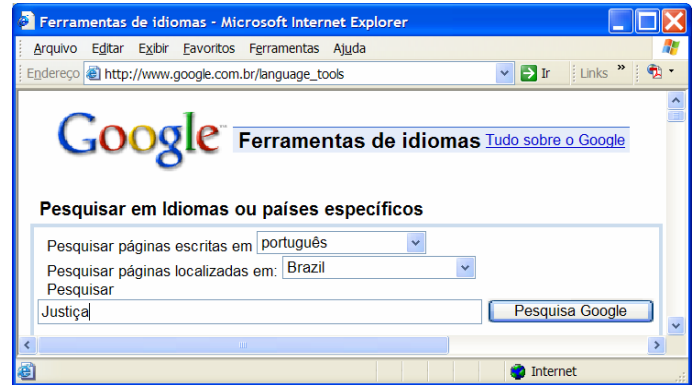 Ferramentas de idiomas - Microsoft Internet Explorer
Arquivo Editar Exibir Favoritos Ferramentas Ajuda
Endereço http://www.google.com.br/language_tools Ir Links »
Google™ Ferramentas de idiomas Tudo sobre o Google
Pesquisar em Idiomas ou países específicos
Pesquisar páginas escritas em português
Pesquisar páginas localizadas em: Brazil
Pesquisar
Justiça Pesquisa Google
Internet